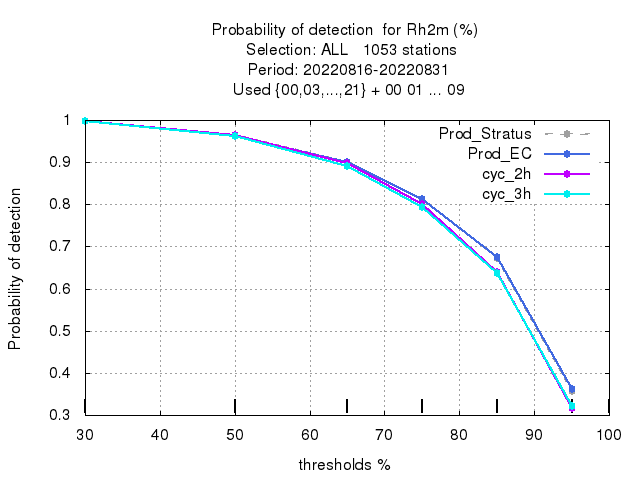 Probability of detection  for Rh2m (%)
Selection: ALL   1053 stations
Period: 20220816-20220831
Used {00,03,...,21} + 00 01 ... 09
Prod_Stratus
Prod_EC
cyc_2h
cyc_3h
Probability of detection
1
0.9
0.8
0.7
0.6
0.5
0.4
0.3
30 40 50 60 70 80 90 100
thresholds %